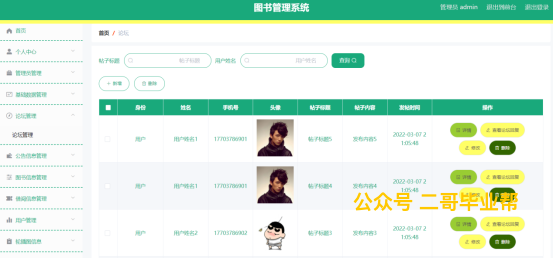 图书管理系统
管理员 admin 退出到前台 退出登录
首页
个人中心
管理员管理
基础数据管理
论坛管理
论坛管理
公告信息管理
图书信息管理
用户管理
轮播图信息
首页 / 论坛
帖子标题 帖子标题 用户姓名 用户姓名 查询
+ 新增 删除
身份 姓名 手机号 头像 帖子标题 帖子内容 发帖时间 操作
用户 用户姓名1 17703786901 帖子标题5 发布内容5 2022-03-07 21:05:48 详情 查看论坛回复 修改 删除
用户 用户姓名1 17703786901 帖子标题4 发布内容4 2022-03-07 21:05:48 详情 查看论坛回复 修改 删除
公众号 二哥毕业帮
用户 用户姓名2 17703786902 帖子标题3 发布内容3 2022-03-07 21:05:48 详情 查看论坛回复 修改 删除